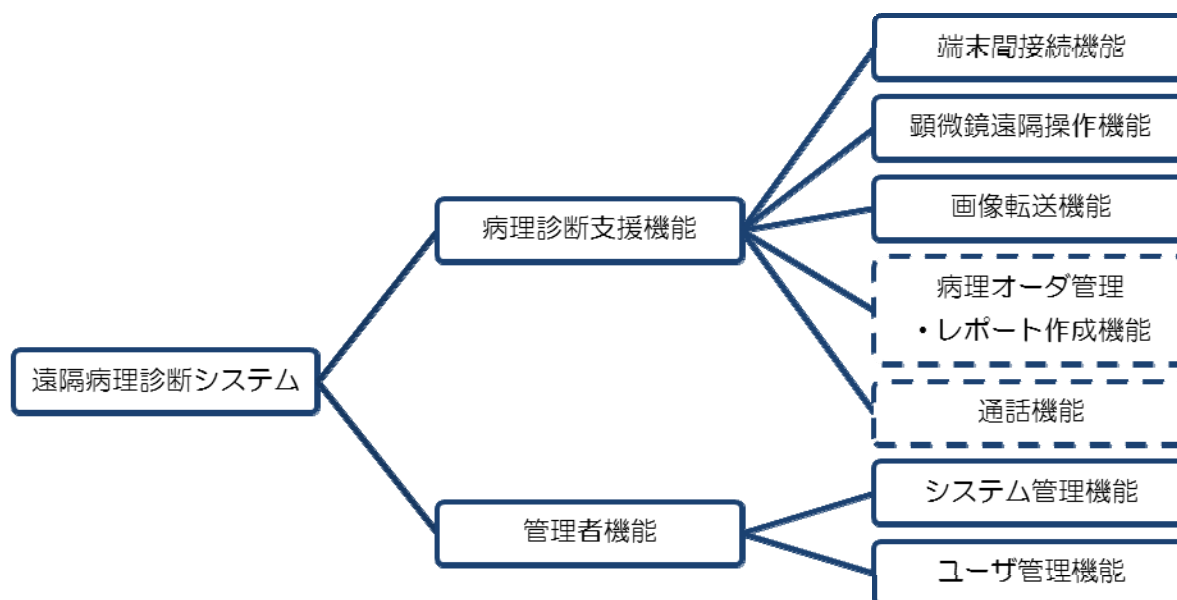 端末間接続機能
顕微鏡遠隔操作機能
画像転送機能
病理診断支援機能
病理オーダ管理
・レポート作成機能
遠隔病理診断システム
通話機能
システム管理機能
管理者機能
ユーザ管理機能